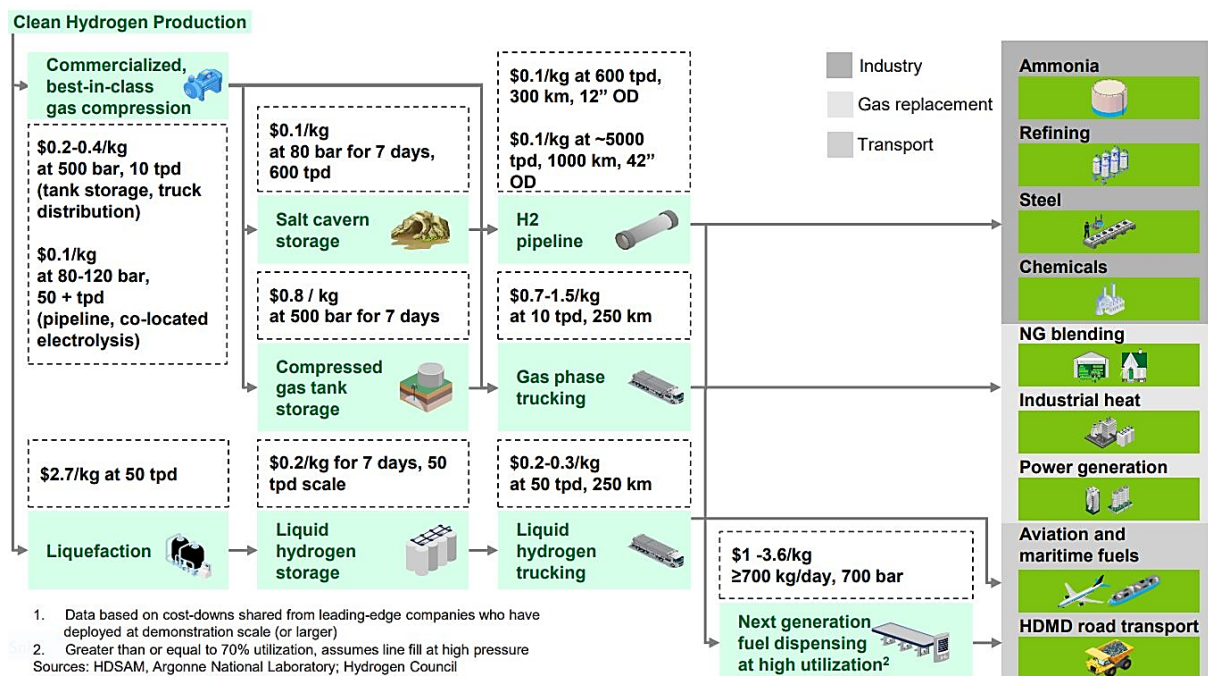 Clean Hydrogen Production
Commercialized,
best-in-class
gas compression
$0.2-0.4/kg
at 500 bar, 10 tpd
(tank storage, truck
distribution)
$0.1/kg
at 80-120 bar,
50 + tpd
(pipeline, co-located
electrolysis)
$0.1/kg
at 80 bar for 7 days,
600 tpd
Salt cavern
storage
$0.1/kg at 600 tpd,
300 km, 12” OD
$0.1/kg at ~5000
tpd, 1000 km, 42”
OD
H2
pipeline
$0.8 / kg
at 500 bar for 7 days
Compressed
gas tank
storage
$0.7-1.5/kg
at 10 tpd, 250 km
Gas phase
trucking
$2.7/kg at 50 tpd
Liquefaction
$0.2/kg for 7 days, 50
tpd scale
Liquid
hydrogen
storage
$0.2-0.3/kg
at 50 tpd, 250 km
Liquid
hydrogen
trucking
$1 -3.6/kg
≥700 kg/day, 700 bar
Next generation
fuel dispensing
at high utilization²
Industry
Gas replacement
Transport
Ammonia
Refining
Steel
Chemicals
NG blending
Industrial heat
Power generation
Aviation and
maritime fuels
HDMD road transport
1. Data based on cost-downs shared from leading-edge companies who have
deployed at demonstration scale (or larger)
2. Greater than or equal to 70% utilization, assumes line fill at high pressure
Sources: HDSAM, Argonne National Laboratory; Hydrogen Council